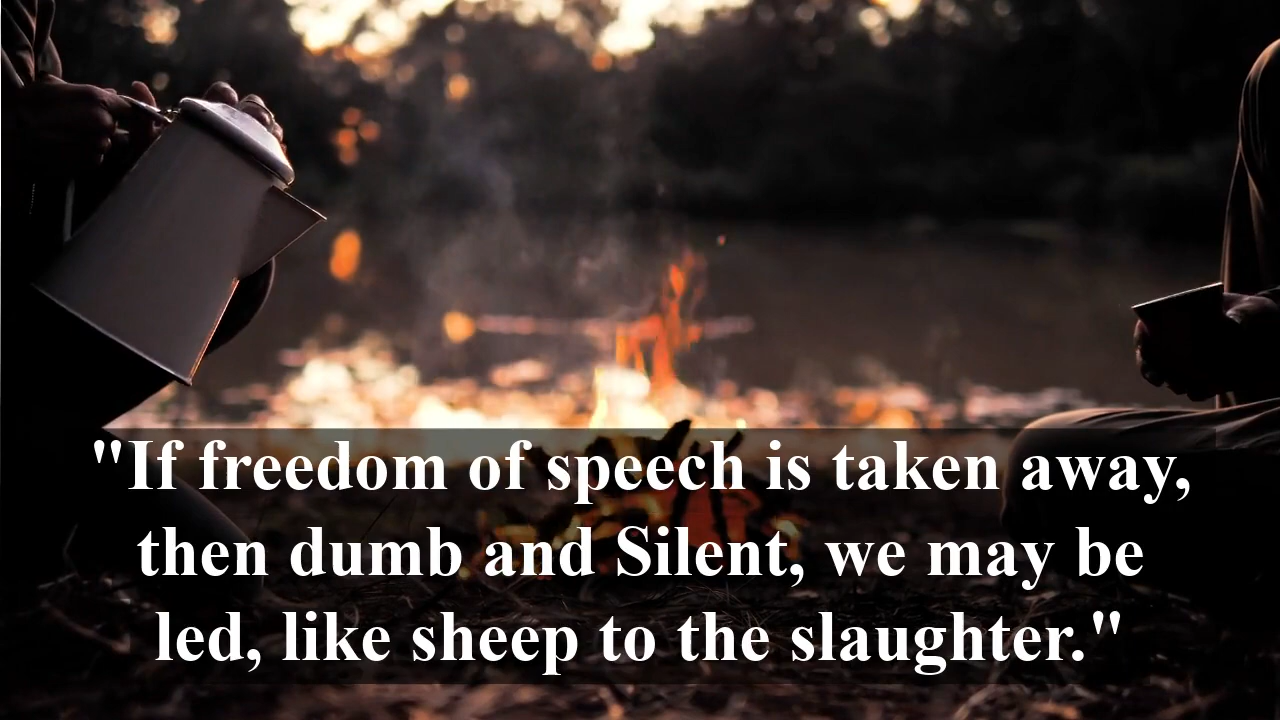 "If freedom of speech is taken away,
then dumb and Silent, we may be
led, like sheep to the slaughter."